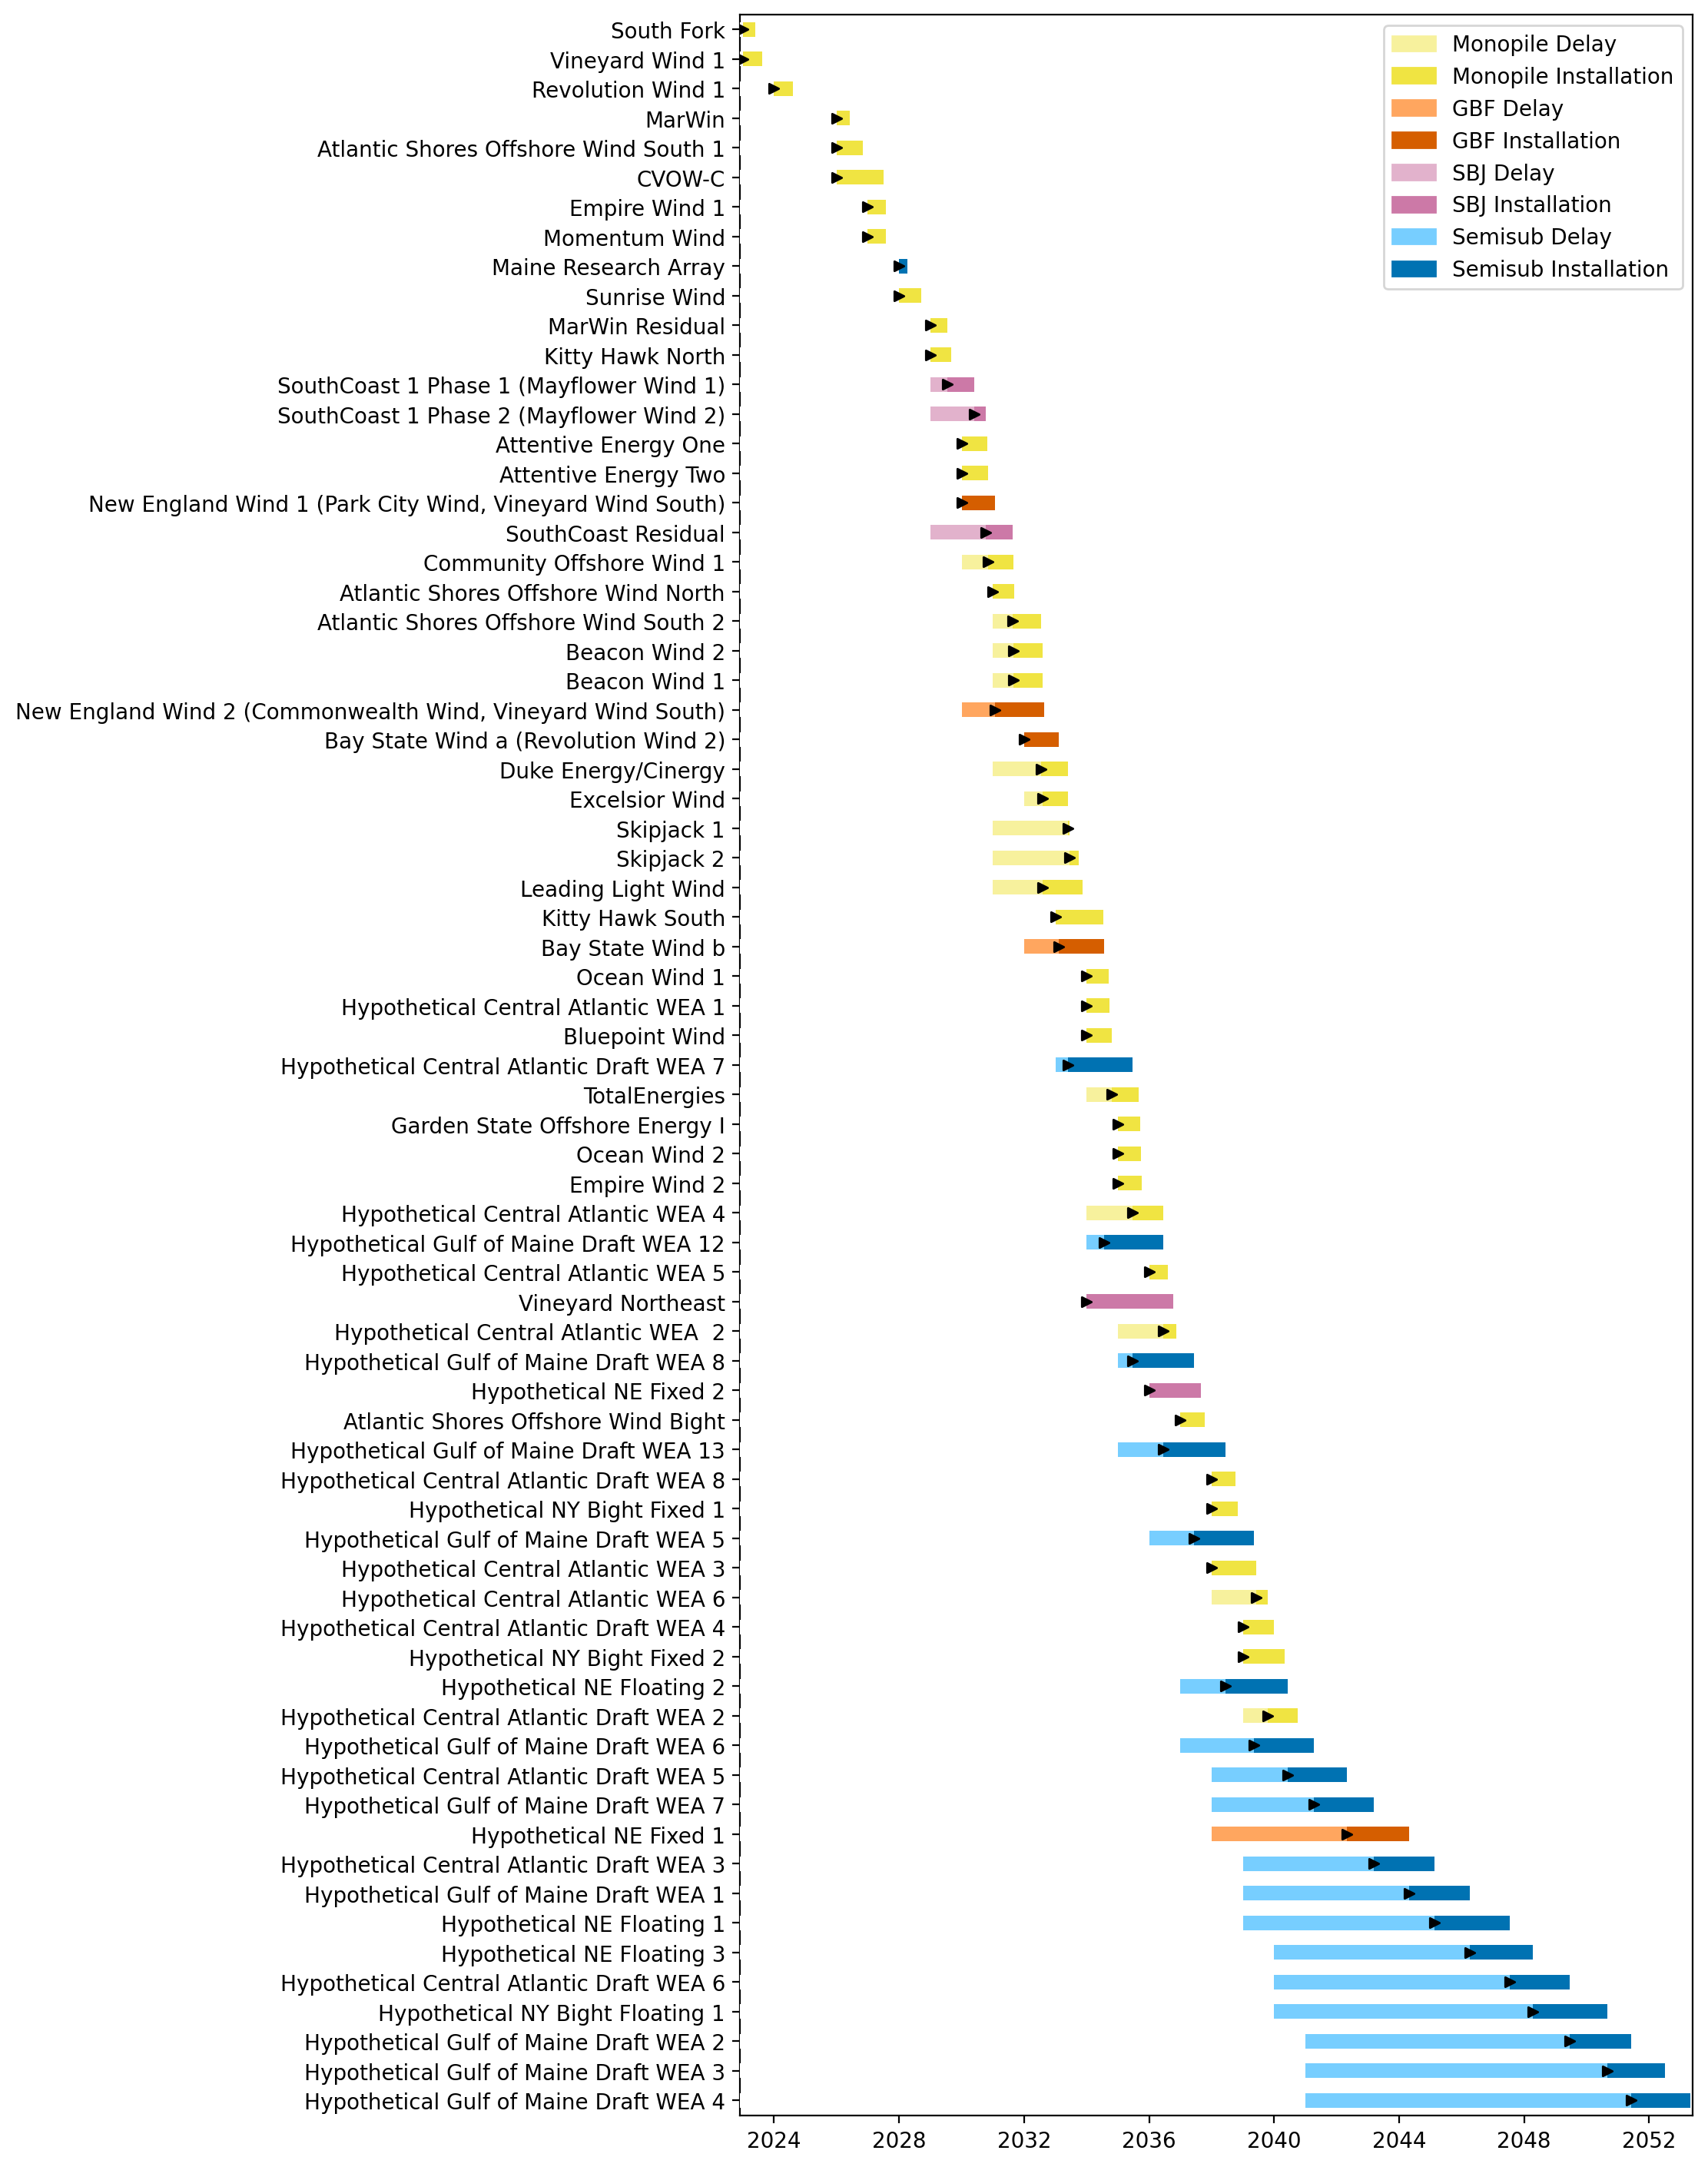 South Fork
Vineyard Wind 1
Revolution Wind 1
MarWin
Atlantic Shores Offshore Wind South 1
CVOW-C
Empire Wind 1
Momentum Wind
Maine Research Array
Sunrise Wind
MarWin Residual
Kitty Hawk North
SouthCoast 1 Phase 1 (Mayflower Wind 1)
SouthCoast 1 Phase 2 (Mayflower Wind 2)
Attentive Energy One
Attentive Energy Two
New England Wind 1 (Park City Wind, Vineyard Wind South)
SouthCoast Residual
Community Offshore Wind 1
Atlantic Shores Offshore Wind North
Atlantic Shores Offshore Wind South 2
Beacon Wind 2
Beacon Wind 1
New England Wind 2 (Commonwealth Wind, Vineyard Wind South)
Bay State Wind a (Revolution Wind 2)
Duke Energy/Cinergy
Excelsior Wind
Skipjack 1
Skipjack 2
Leading Light Wind
Kitty Hawk South
Bay State Wind b
Ocean Wind 1
Hypothetical Central Atlantic WEA 1
Bluepoint Wind
Hypothetical Central Atlantic Draft WEA 7
TotalEnergies
Garden State Offshore Energy I
Ocean Wind 2
Empire Wind 2
Hypothetical Central Atlantic WEA 4
Hypothetical Gulf of Maine Draft WEA 12
Hypothetical Central Atlantic WEA 5
Vineyard Northeast
Hypothetical Central Atlantic WEA  2
Hypothetical Gulf of Maine Draft WEA 8
Hypothetical NE Fixed 2
Atlantic Shores Offshore Wind Bight
Hypothetical Gulf of Maine Draft WEA 13
Hypothetical Central Atlantic Draft WEA 8
Hypothetical NY Bight Fixed 1
Hypothetical Gulf of Maine Draft WEA 5
Hypothetical Central Atlantic WEA 3
Hypothetical Central Atlantic WEA 6
Hypothetical Central Atlantic Draft WEA 4
Hypothetical NY Bight Fixed 2
Hypothetical NE Floating 2
Hypothetical Central Atlantic Draft WEA 2
Hypothetical Gulf of Maine Draft WEA 6
Hypothetical Central Atlantic Draft WEA 5
Hypothetical Gulf of Maine Draft WEA 7
Hypothetical NE Fixed 1
Hypothetical Central Atlantic Draft WEA 3
Hypothetical Gulf of Maine Draft WEA 1
Hypothetical NE Floating 1
Hypothetical NE Floating 3
Hypothetical Central Atlantic Draft WEA 6
Hypothetical NY Bight Floating 1
Hypothetical Gulf of Maine Draft WEA 2
Hypothetical Gulf of Maine Draft WEA 3
Hypothetical Gulf of Maine Draft WEA 4
2024 2028 2032 2036 2040 2044 2048 2052
Monopile Delay
Monopile Installation
GBF Delay
GBF Installation
SBJ Delay
SBJ Installation
Semisub Delay
Semisub Installation